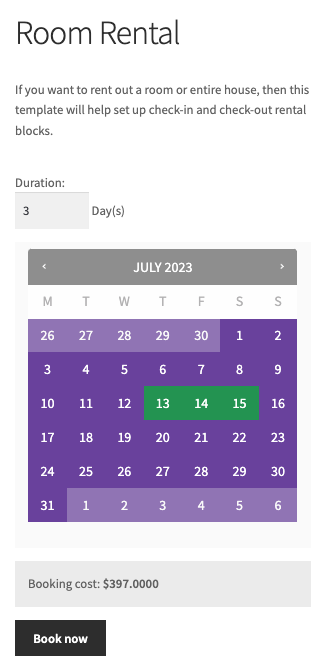 Room Rental
If you want to rent out a room or entire house, then this
template will help set up check-in and check-out rental
blocks.
Duration:
3 Day(s)
‹ JULY 2023 ›
M T W T F S S
26 27 28 29 30 1 2
3 4 5 6 7 8 9
10 11 12 13 14 15 16
17 18 19 20 21 22 23
24 25 26 27 28 29 30
31 1 2 3 4 5 6
Booking cost: $397.0000
Book now